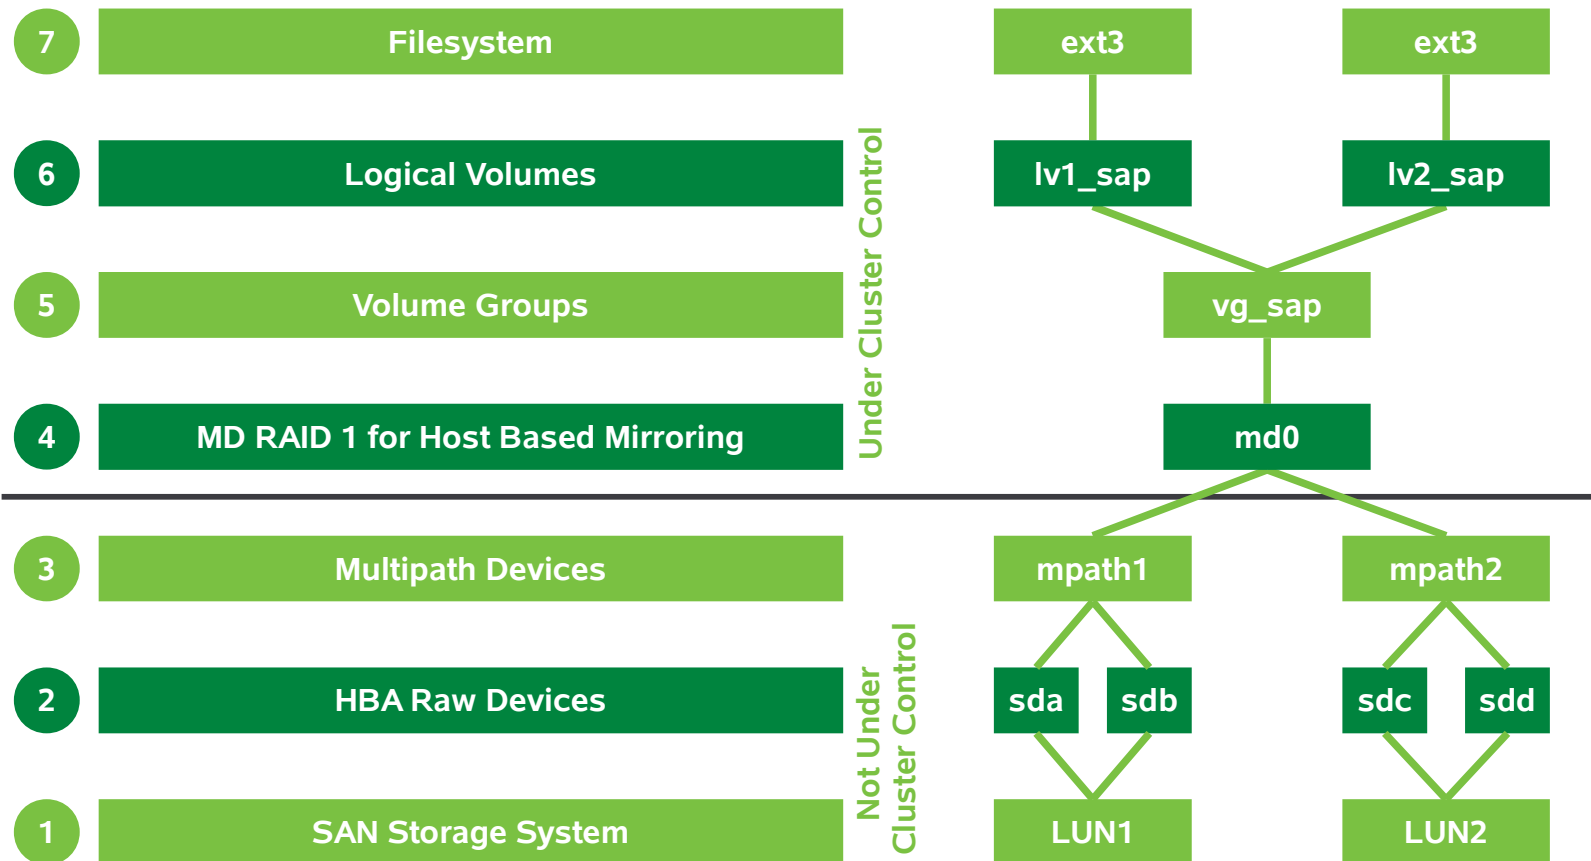 7 Filesystem ext3 ext3
6 Logical Volumes lv1_sap lv2_sap
5 Volume Groups vg_sap
4 MD RAID 1 for Host Based Mirroring md0
Under Cluster Control
3 Multipath Devices mpath1 mpath2
2 HBA Raw Devices sda sdb sdc sdd
1 SAN Storage System LUN1 LUN2
Not Under
Cluster Control